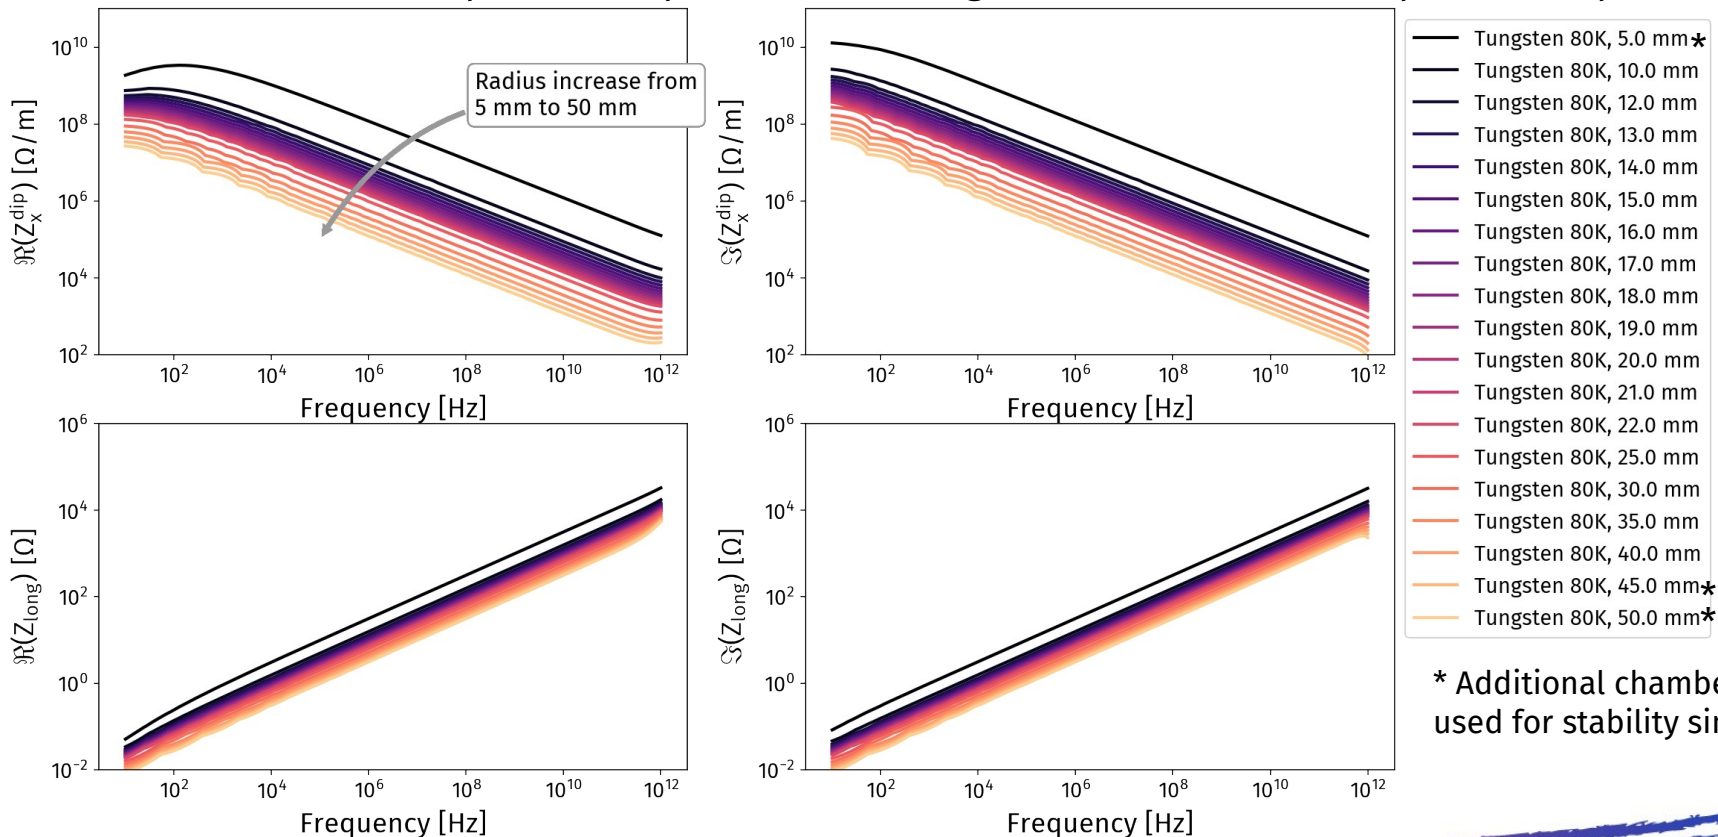 10^10
10^8
10^6
10^4
10^2
ℜ(Z_x^dip) [Ω/m]
Radius increase from
5 mm to 50 mm
10^2 10^4 10^6 10^8 10^10 10^12
Frequency [Hz]
10^10
10^8
10^6
10^4
10^2
ℑ(Z_x^dip) [Ω/m]
10^2 10^4 10^6 10^8 10^10 10^12
Frequency [Hz]
10^6
10^4
10^2
10^0
10^-2
ℜ(Z_long) [Ω]
10^2 10^4 10^6 10^8 10^10 10^12
Frequency [Hz]
10^6
10^4
10^2
10^0
10^-2
ℑ(Z_long) [Ω]
10^2 10^4 10^6 10^8 10^10 10^12
Frequency [Hz]
Tungsten 80K, 5.0 mm*
Tungsten 80K, 10.0 mm
Tungsten 80K, 12.0 mm
Tungsten 80K, 13.0 mm
Tungsten 80K, 14.0 mm
Tungsten 80K, 15.0 mm
Tungsten 80K, 16.0 mm
Tungsten 80K, 17.0 mm
Tungsten 80K, 18.0 mm
Tungsten 80K, 19.0 mm
Tungsten 80K, 20.0 mm
Tungsten 80K, 21.0 mm
Tungsten 80K, 22.0 mm
Tungsten 80K, 25.0 mm
Tungsten 80K, 30.0 mm
Tungsten 80K, 35.0 mm
Tungsten 80K, 40.0 mm
Tungsten 80K, 45.0 mm*
Tungsten 80K, 50.0 mm*
* Additional chambe
used for stability si